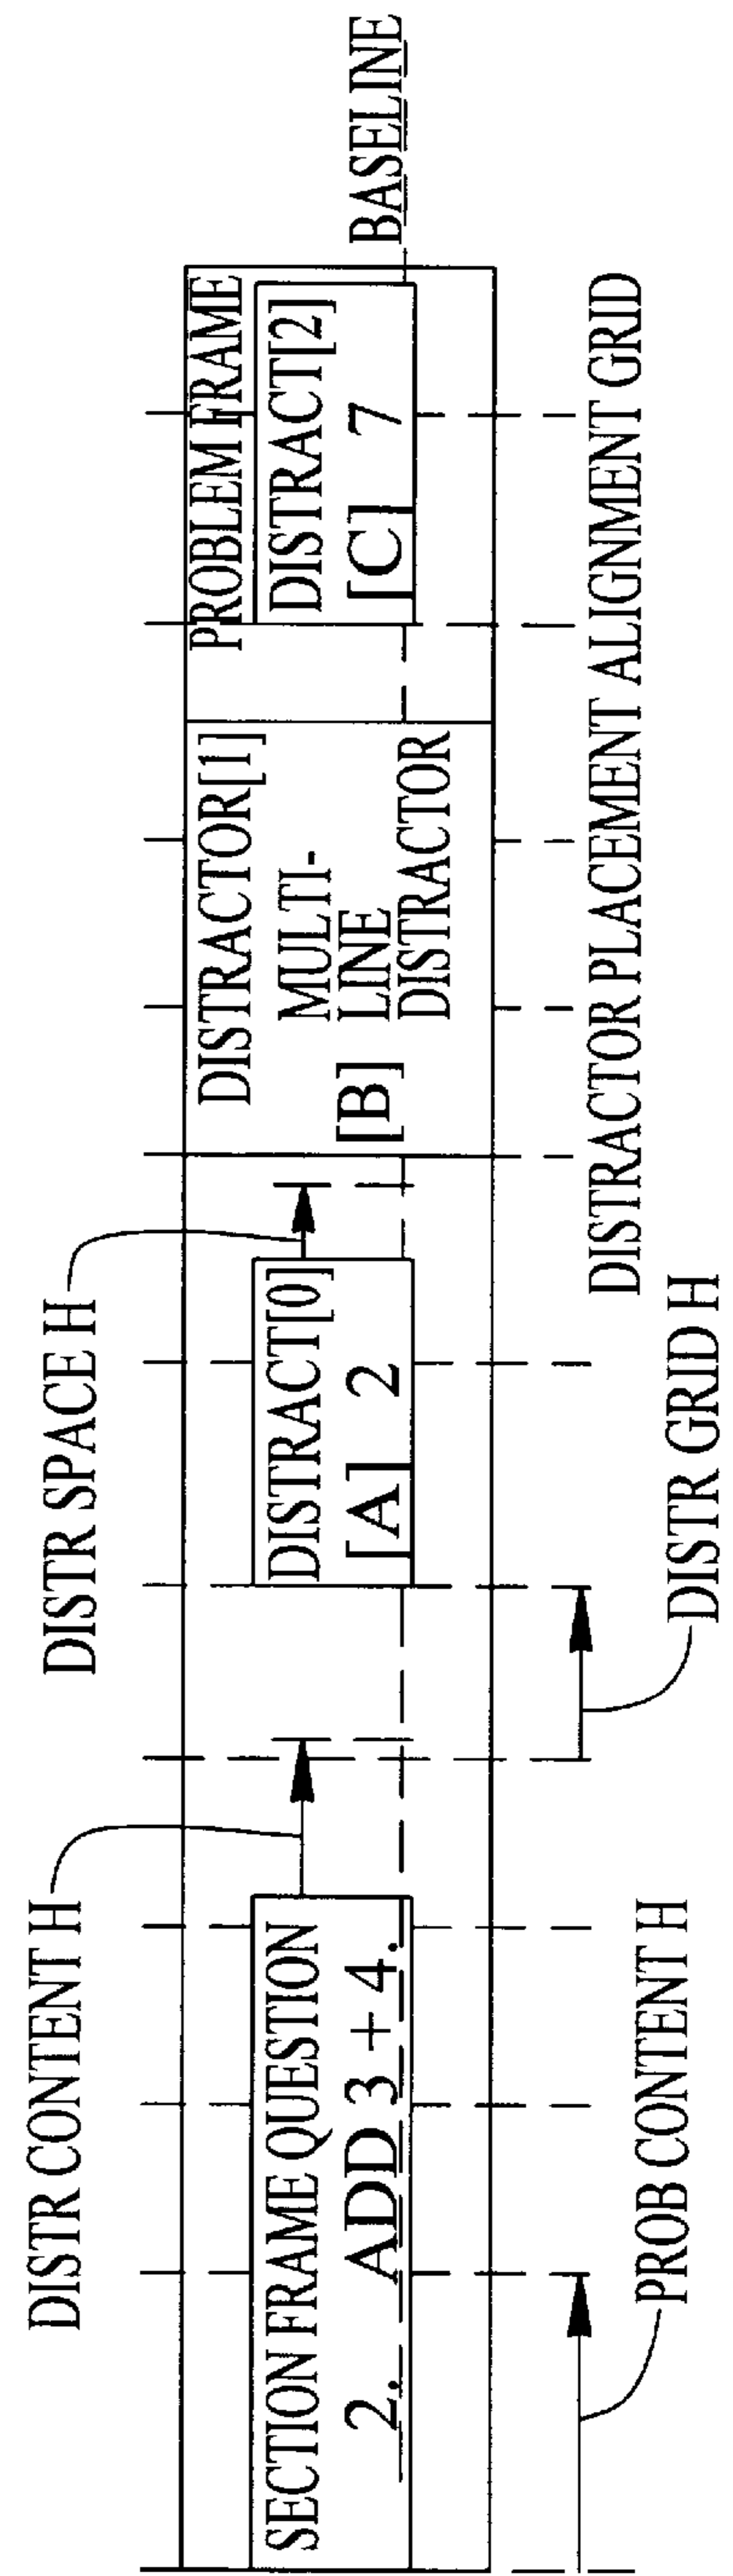 DISTR CONTENT H
DISTR SPACE H
PROBLEM FRAME
SECTION FRAME QUESTION
2. ADD 3 + 4.
DISTRACT[0]
[A] 2
DISTRACTOR[1]
MULTI-
[B] LINE
DISTRACTOR
DISTRACT[2]
[C] 7
BASELINE
DISTRACTOR PLACEMENT ALIGNMENT GRID
PROB CONTENT H
DISTR GRID H